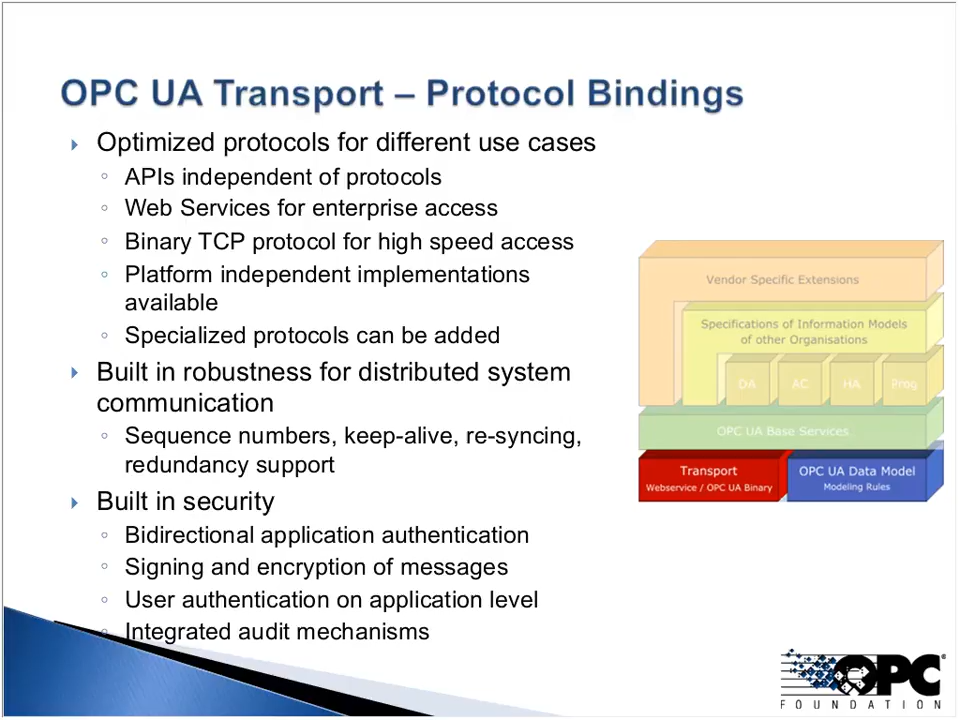 OPC UA Transport – Protocol Bindings
Optimized protocols for different use cases
APIs independent of protocols
Web Services for enterprise access
Binary TCP protocol for high speed access
Platform independent implementations
available
Specialized protocols can be added
Built in robustness for distributed system
communication
Sequence numbers, keep-alive, re-syncing,
redundancy support
Built in security
Bidirectional application authentication
Signing and encryption of messages
User authentication on application level
Integrated audit mechanisms
Vendor Specific Extensions
Specifications of Information Models
of other Organisations
DA AC HA Prog
OPC UA Base Services
Transport
Webservice / OPC UA Binary
OPC UA Data Model
Modeling Rules
OPC®
FOUNDATION